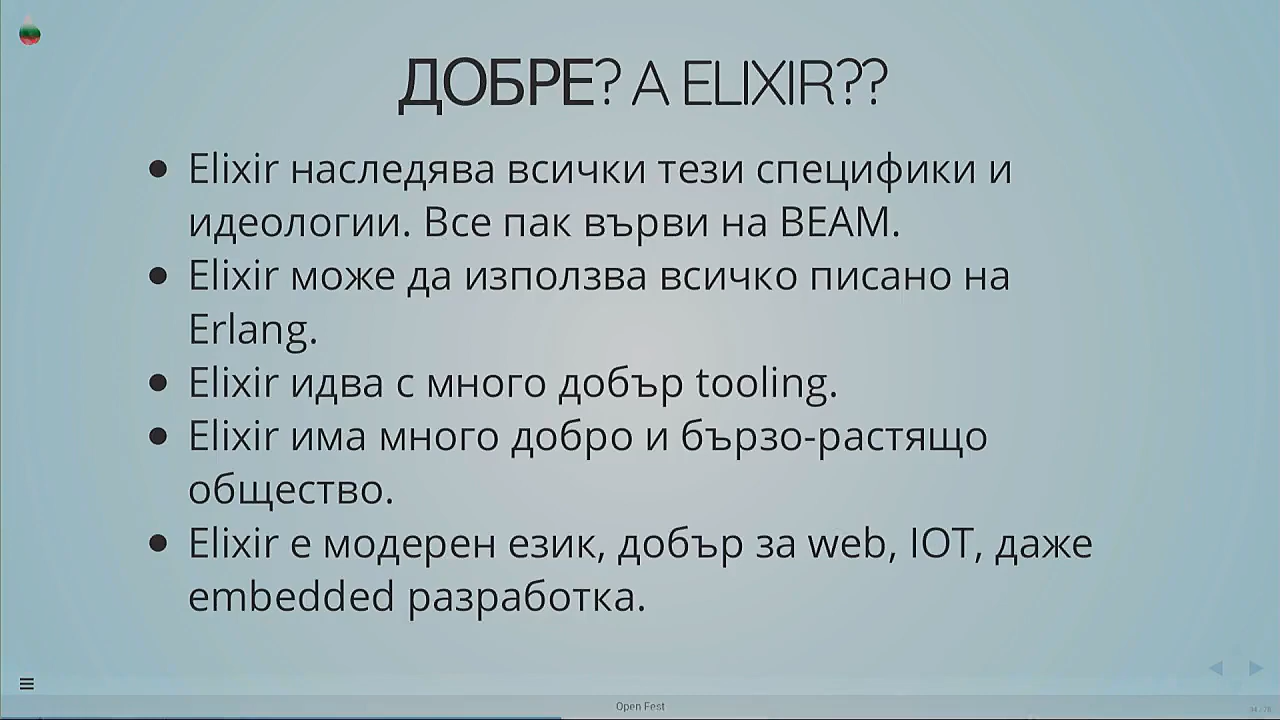 ДОБРЕ? А ELIXIR??
Elixir наследява всички тези специфики и
идеологии. Все пак върви на BEAM.
Elixir може да използва всичко писано на
Erlang.
Elixir идва с много добър tooling.
Elixir има много добро и бързо-растящо
общество.
Elixir е модерен език, добър за web, IOT, даже
embedded разработка.
Open Fest